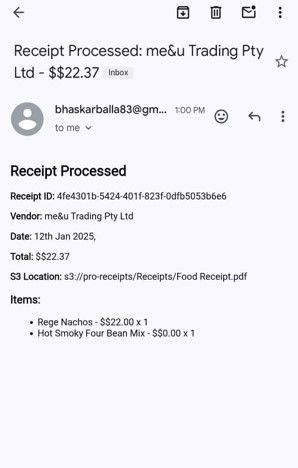 Receipt Processed: me&u Trading Pty
Ltd - $$22.37 Inbox
bhaskarballa83@gm... 1:00 PM
to me
Receipt Processed
Receipt ID: 4fe4301b-5424-401f-823f-0dfb5053b6e6
Vendor: me&u Trading Pty Ltd
Date: 12th Jan 2025,
Total: $$22.37
S3 Location: s3://pro-receipts/Receipts/Food Receipt.pdf
Items:
• Rege Nachos - $$22.00 x 1
• Hot Smoky Four Bean Mix - $$0.00 x 1